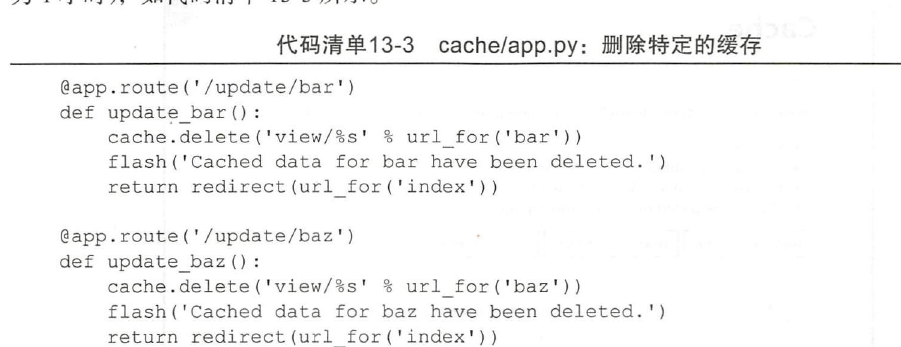 代码清单13-3 cache/app.py：删除特定的缓存
@app.route('/update/bar')
def update_bar():
    cache.delete('view/%s' % url_for('bar'))
    flash('Cached data for bar have been deleted.')
    return redirect(url_for('index'))
@app.route('/update/baz')
def update_baz():
    cache.delete('view/%s' % url_for('baz'))
    flash('Cached data for baz have been deleted.')
    return redirect(url_for('index'))